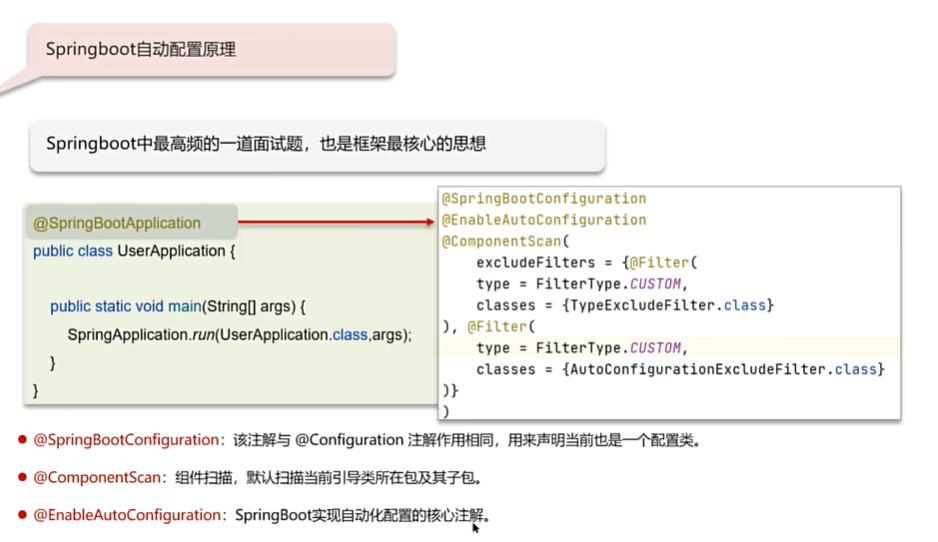 Springboot自动配置原理
Springboot中最高频的一道面试题，也是框架最核心的思想
@SpringBootApplication
public class UserApplication {
public static void main(String[] args) {
SpringApplication.run(UserApplication.class,args);
}
}
@SpringBootConfiguration
@EnableAutoConfiguration
@ComponentScan(
excludeFilters = {@Filter(
type = FilterType.CUSTOM,
classes = {TypeExcludeFilter.class}
), @Filter(
type = FilterType.CUSTOM,
classes = {AutoConfigurationExcludeFilter.class}
)}
)
● @SpringBootConfiguration：该注解与 @Configuration 注解作用相同，用来声明当前也是一个配置类。
● @ComponentScan：组件扫描，默认扫描当前引导类所在包及其子包。
● @EnableAutoConfiguration：SpringBoot实现自动化配置的核心注解。